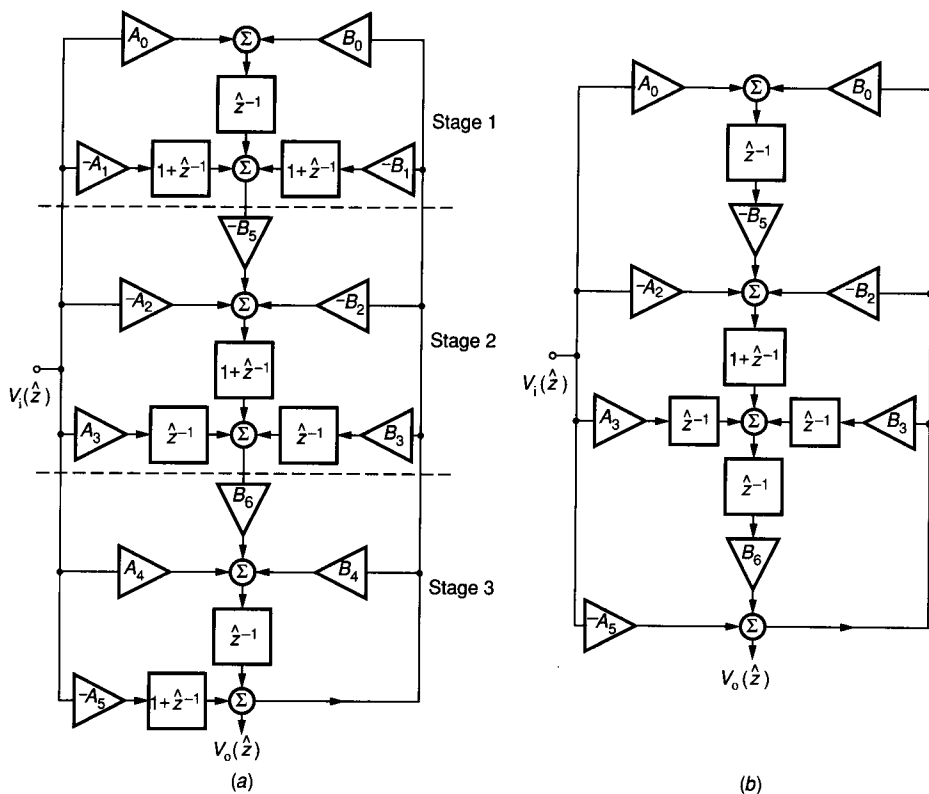 A₀ Σ B₀
ẑ⁻¹
Stage 1
-A₁ 1+ẑ⁻¹ Σ 1+ẑ⁻¹ -B₁
-B₅
-A₂ Σ -B₂
Stage 2
1+ẑ⁻¹
Vᵢ(ẑ)
A₃ ẑ⁻¹ Σ ẑ⁻¹ B₃
B₆
A₄ Σ B₄
Stage 3
ẑ⁻¹
-A₅ 1+ẑ⁻¹ Σ
Vₒ(ẑ)
(a)
A₀ Σ B₀
ẑ⁻¹
-B₅
-A₂ Σ -B₂
1+ẑ⁻¹
Vᵢ(ẑ)
A₃ ẑ⁻¹ Σ ẑ⁻¹ B₃
ẑ⁻¹
B₆
-A₅ Σ
Vₒ(ẑ)
(b)